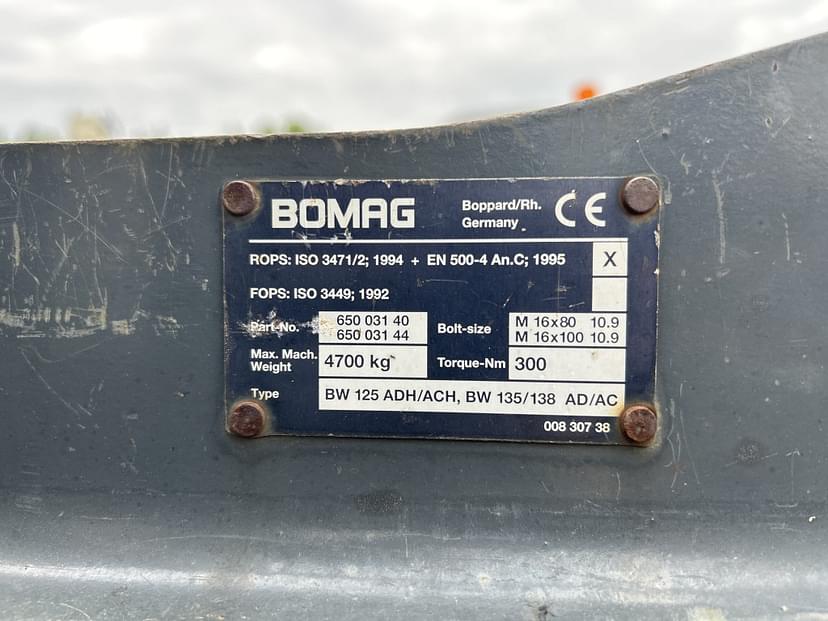 BOMAG Boppard/Rh. Germany CE
ROPS: ISO 3471/2; 1994 + EN 500-4 An.C; 1995 X
FOPS: ISO 3449; 1992
Part-No. 650 031 40 650 031 44 Bolt-size M 16x80 10.9 M 16x100 10.9
Max. Mach. Weight 4700 kg Torque-Nm 300
Type BW 125 ADH/ACH, BW 135/138 AD/AC
008 307 38